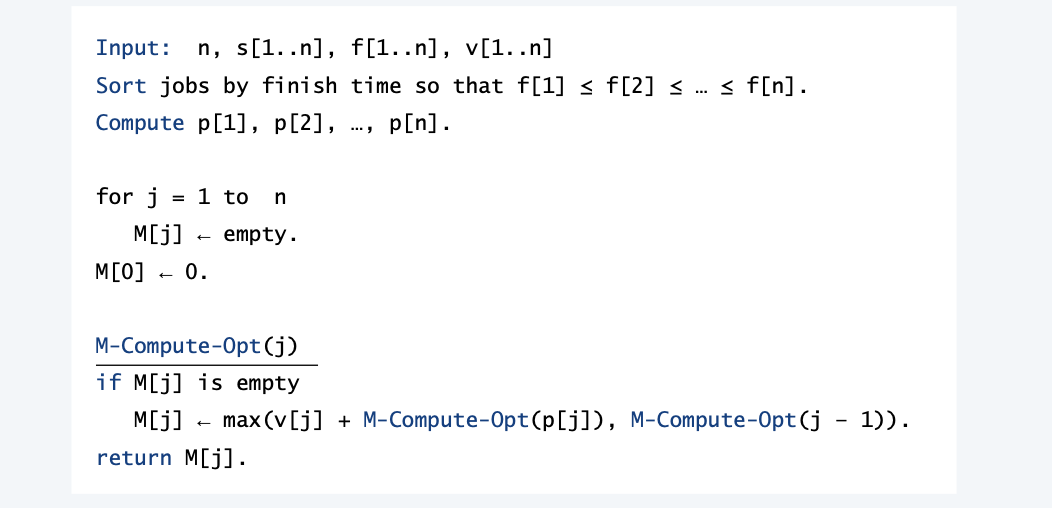 Input:  n, s[1..n], f[1..n], v[1..n]
Sort jobs by finish time so that f[1] ≤ f[2] ≤ … ≤ f[n].
Compute p[1], p[2], …, p[n].
for j = 1 to  n
M[j] ← empty.
M[0] ← 0.
M-Compute-Opt(j)
if M[j] is empty
M[j] ← max(v[j] + M-Compute-Opt(p[j]), M-Compute-Opt(j – 1)).
return M[j].